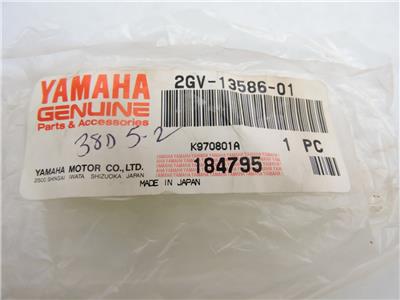 YAMAHA
GENUINE
Parts & Accessories
38D 5-2
YAMAHA MOTOR CO., LTD.
2500 SHINGAI IWATA SHIZUOKA JAPAN
MADE IN JAPAN
2GV-13586-01
K970801A
1 PC
184795